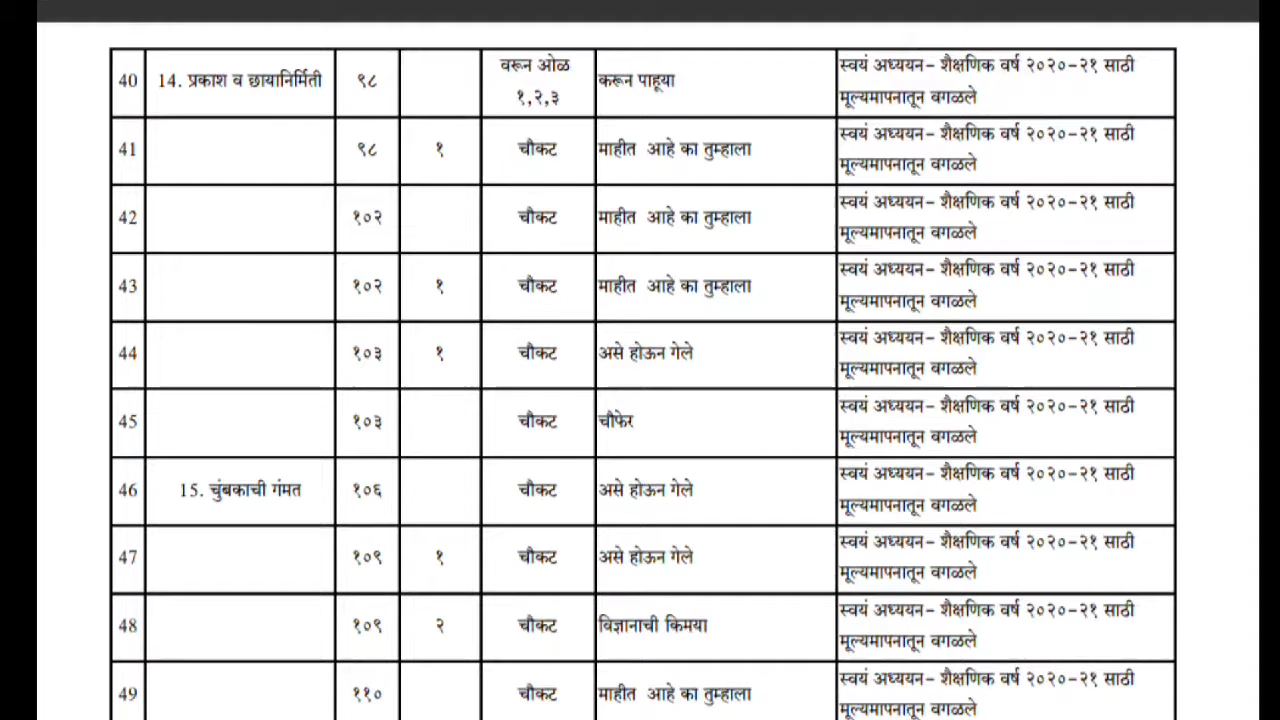 40 14. प्रकाश व छायानिर्मिती ९८ वरून ओळ १,२,३ करून पाहूया स्वयं अध्ययन- शैक्षणिक वर्ष २०२०-२१ साठी मूल्यमापनातून वगळले
41 ९८ १ चौकट माहीत आहे का तुम्हाला स्वयं अध्ययन- शैक्षणिक वर्ष २०२०-२१ साठी मूल्यमापनातून वगळले
42 १०२ चौकट माहीत आहे का तुम्हाला स्वयं अध्ययन- शैक्षणिक वर्ष २०२०-२१ साठी मूल्यमापनातून वगळले
43 १०२ १ चौकट माहीत आहे का तुम्हाला स्वयं अध्ययन- शैक्षणिक वर्ष २०२०-२१ साठी मूल्यमापनातून वगळले
44 १०३ १ चौकट असे होऊन गेले स्वयं अध्ययन- शैक्षणिक वर्ष २०२०-२१ साठी मूल्यमापनातून वगळले
45 १०३ चौकट चौफेर स्वयं अध्ययन- शैक्षणिक वर्ष २०२०-२१ साठी मूल्यमापनातून वगळले
46 15. चुंबकाची गंमत १०६ चौकट असे होऊन गेले स्वयं अध्ययन- शैक्षणिक वर्ष २०२०-२१ साठी मूल्यमापनातून वगळले
47 १०९ १ चौकट असे होऊन गेले स्वयं अध्ययन- शैक्षणिक वर्ष २०२०-२१ साठी मूल्यमापनातून वगळले
48 १०९ २ चौकट विज्ञानाची किमया स्वयं अध्ययन- शैक्षणिक वर्ष २०२०-२१ साठी मूल्यमापनातून वगळले
49 ११० चौकट माहीत आहे का तुम्हाला स्वयं अध्ययन- शैक्षणिक वर्ष २०२०-२१ साठी मूल्यमापनातून वगळले